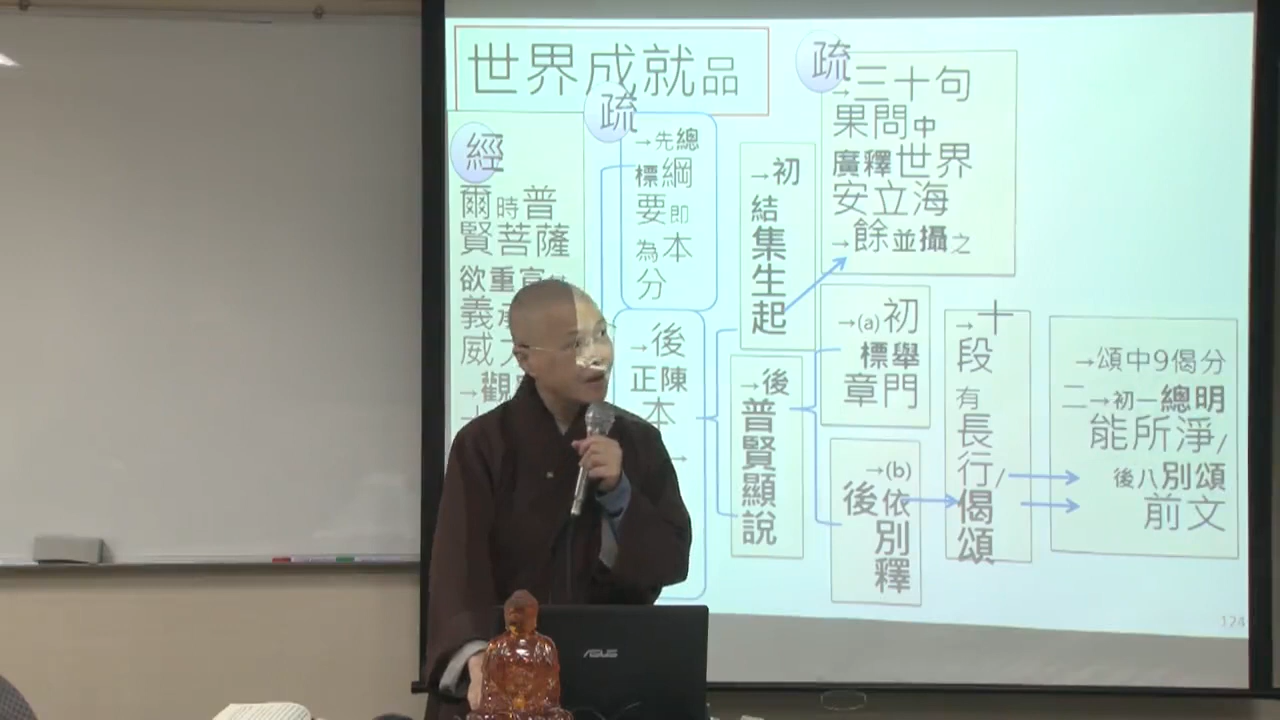 世界成就品
經
爾時普
賢菩薩
欲重宣
義承
威
→觀
疏
→先總
標綱
要即
為本
分
→後
正陳
本
→
→初
結
集
生
起
→後
普
賢
顯
說
疏
→三十句
果問中
廣釋世界
安立海
→餘並攝之
→(a)初
標舉
章門
→(b)
後依
別
釋
→十
段
有
長
行/
偈
頌
→頌中9偈分
二→初一總明
能所淨/
後八別頌
前文
124
ASUS